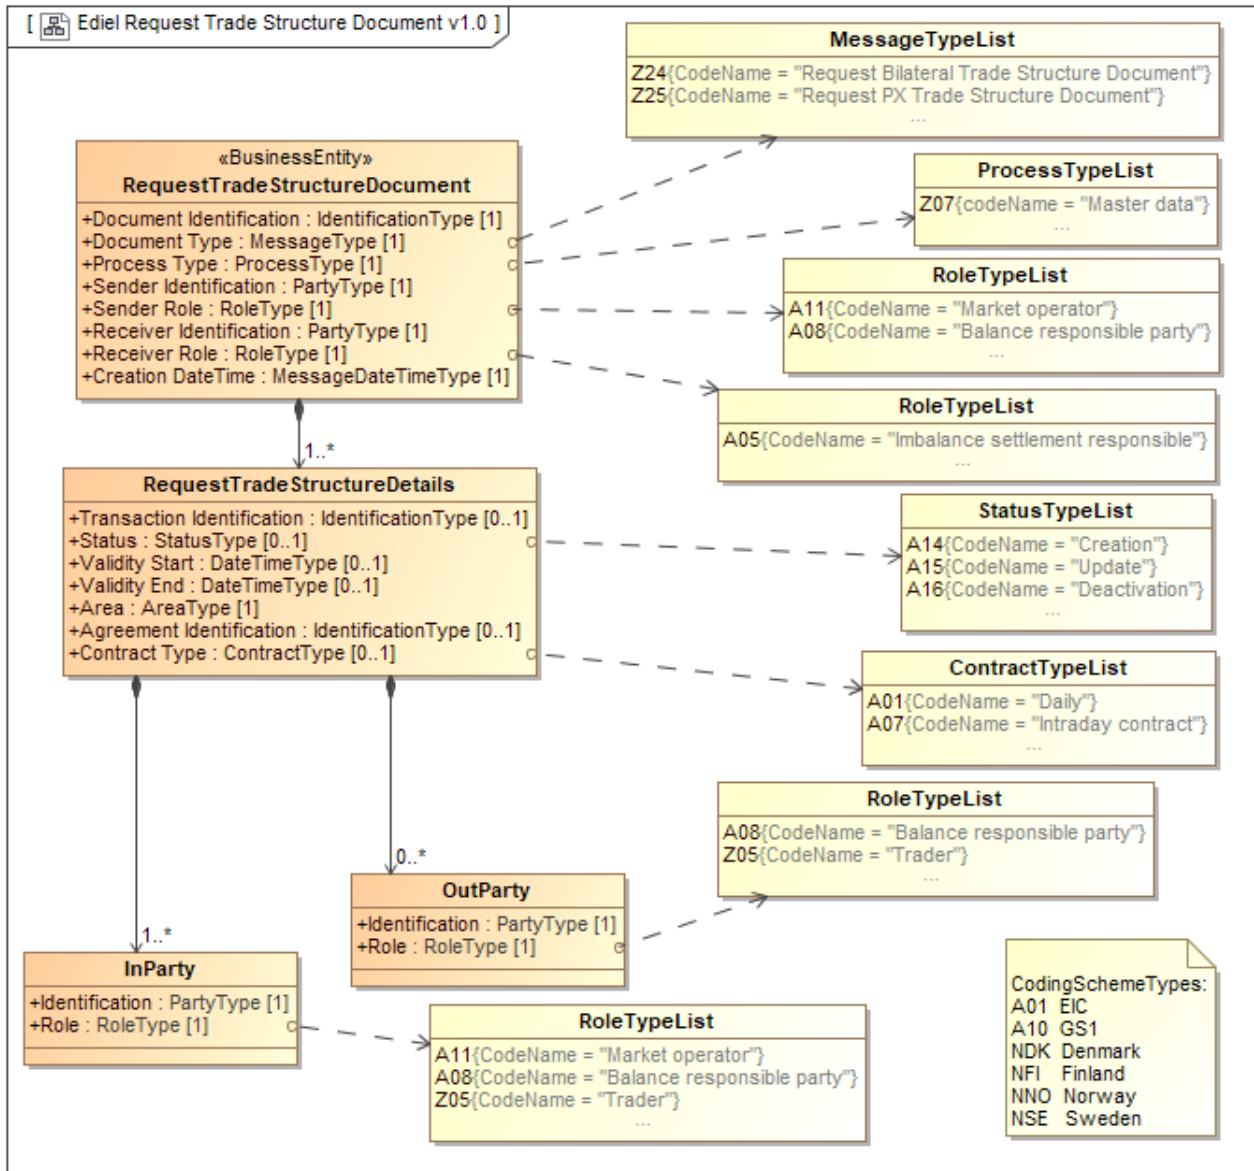 [ Ediel Request Trade Structure Document v1.0 ]
MessageTypeList
Z24{CodeName = "Request Bilateral Trade Structure Document"}
Z25{CodeName = "Request PX Trade Structure Document"}
...
«BusinessEntity»
RequestTradeStructureDocument
+Document Identification : IdentificationType [1]
+Document Type : MessageType [1]
+Process Type : ProcessType [1]
+Sender Identification : PartyType [1]
+Sender Role : RoleType [1]
+Receiver Identification : PartyType [1]
+Receiver Role : RoleType [1]
+Creation DateTime : MessageDateTimeType [1]
ProcessTypeList
Z07{codeName = "Master data"}
...
RoleTypeList
A11{CodeName = "Market operator"}
A08{CodeName = "Balance responsible party"}
...
RoleTypeList
A05{CodeName = "Imbalance settlement responsible"}
...
1..*
RequestTradeStructureDetails
+Transaction Identification : IdentificationType [0..1]
+Status : StatusType [0..1]
+Validity Start : DateTimeType [0..1]
+Validity End : DateTimeType [0..1]
+Area : AreaType [1]
+Agreement Identification : IdentificationType [0..1]
+Contract Type : ContractType [0..1]
StatusTypeList
A14{CodeName = "Creation"}
A15{CodeName = "Update"}
A16{CodeName = "Deactivation"}
...
ContractTypeList
A01{CodeName = "Daily"}
A07{CodeName = "Intraday contract"}
...
RoleTypeList
A08{CodeName = "Balance responsible party"}
Z05{CodeName = "Trader"}
...
0..*
OutParty
+Identification : PartyType [1]
+Role : RoleType [1]
1..*
InParty
+Identification : PartyType [1]
+Role : RoleType [1]
RoleTypeList
A11{CodeName = "Market operator"}
A08{CodeName = "Balance responsible party"}
Z05{CodeName = "Trader"}
...
CodingSchemeTypes:
A01 EIC
A10 GS1
NDK Denmark
NFI Finland
NNO Norway
NSE Sweden